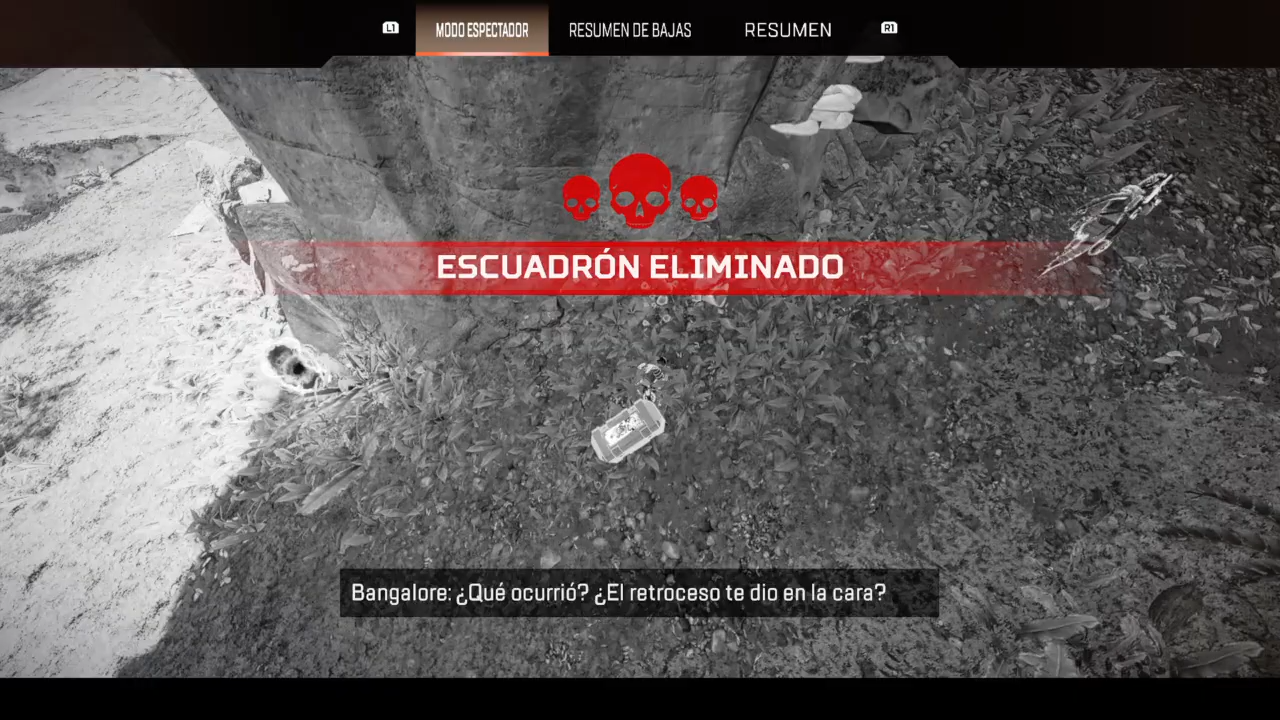 L1 MODO ESPECTADOR RESUMEN DE BAJAS RESUMEN R1
ESCUADRÓN ELIMINADO
Bangalore: ¿Qué ocurrió? ¿El retroceso te dio en la cara?